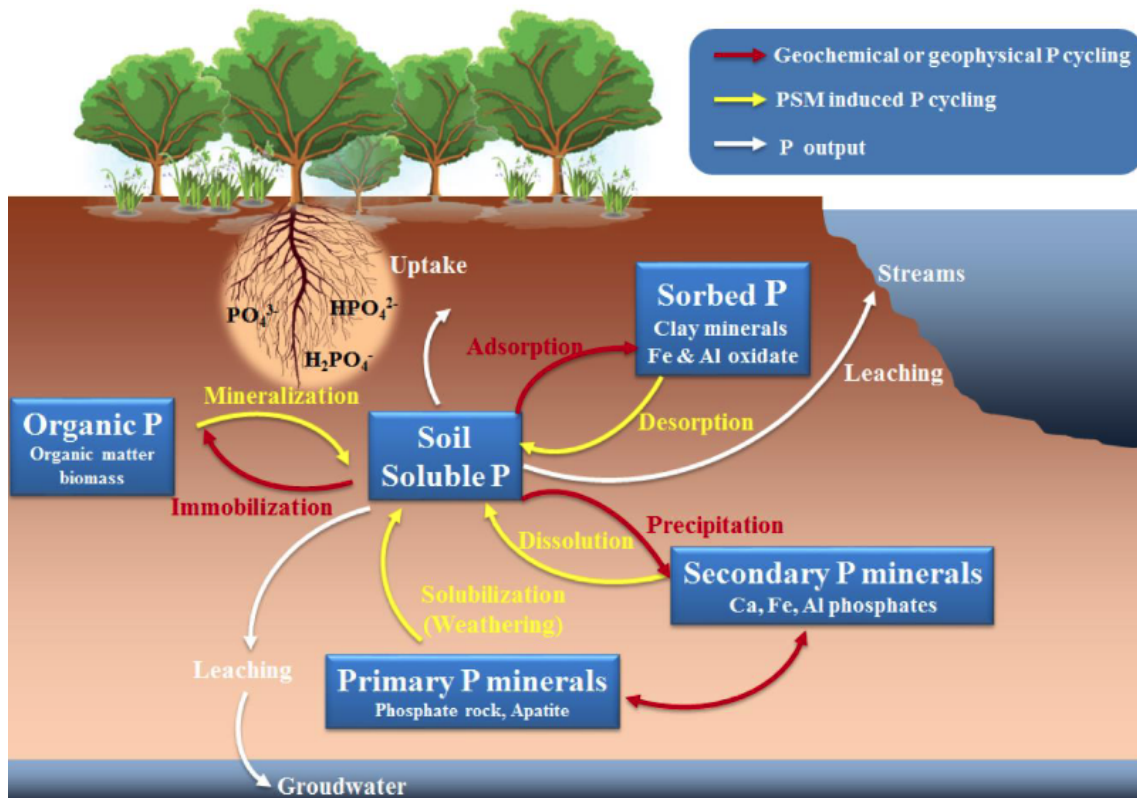 Geochemical or geophysical P cycling
PSM induced P cycling
P output
Uptake
PO₄³⁻
HPO₄²⁻
H₂PO₄⁻
Sorbed P
Clay minerals
Fe & Al oxidate
Streams
Adsorption
Leaching
Mineralization
Desorption
Organic P
Organic matter
biomass
Soil
Soluble P
Immobilization
Precipitation
Dissolution
Secondary P minerals
Ca, Fe, Al phosphates
Solubilization
(Weathering)
Leaching
Primary P minerals
Phosphate rock, Apatite
Groudwater